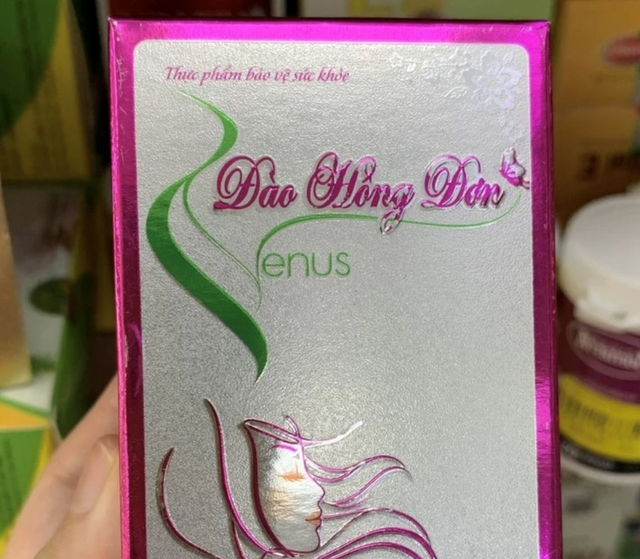 Thực phẩm bảo vệ sức khỏe
Đào Hồng Đơn
Venus